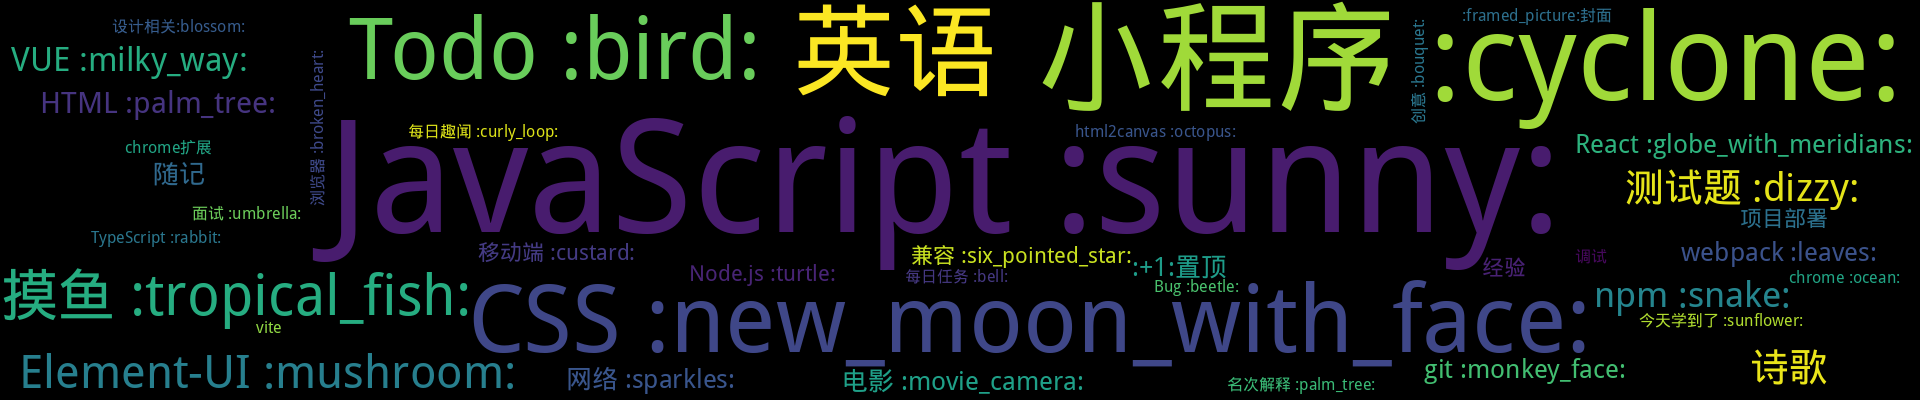 设计相关:blossom:
VUE :milky_way:
HTML :palm_tree:
chrome扩展
随记
面试 :umbrella:
TypeScript :rabbit:
浏览器 :broken_heart:
Todo :bird:
英语
小程序 :cyclone:
创意 :bouquet:
:framed_picture:封面
每日趣闻 :curly_loop:
html2canvas :octopus:
JavaScript :sunny:
React :globe_with_meridians:
测试题 :dizzy:
项目部署
webpack :leaves:
调试
chrome :ocean:
移动端 :custard:
Node.js :turtle:
兼容 :six_pointed_star:
每日任务 :bell:
:+1:置顶
Bug :beetle:
经验
摸鱼 :tropical_fish:
vite
CSS :new_moon_with_face:
npm :snake:
今天学到了 :sunflower:
Element-UI :mushroom:
网络 :sparkles:
电影 :movie_camera:
名次解释 :palm_tree:
git :monkey_face:
诗歌